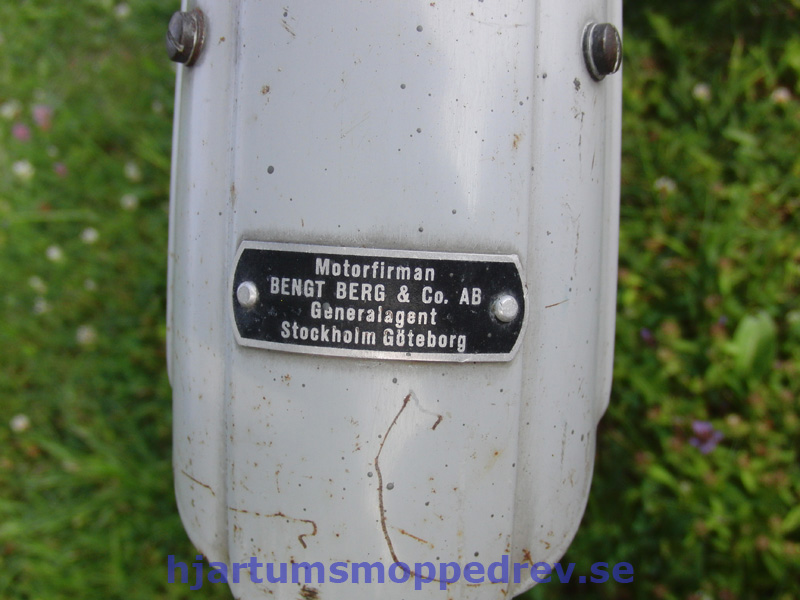 Motorfirman
BENGT BERG & Co. AB
Generalagent
Stockholm Göteborg
hjartumsmoppedrev.se